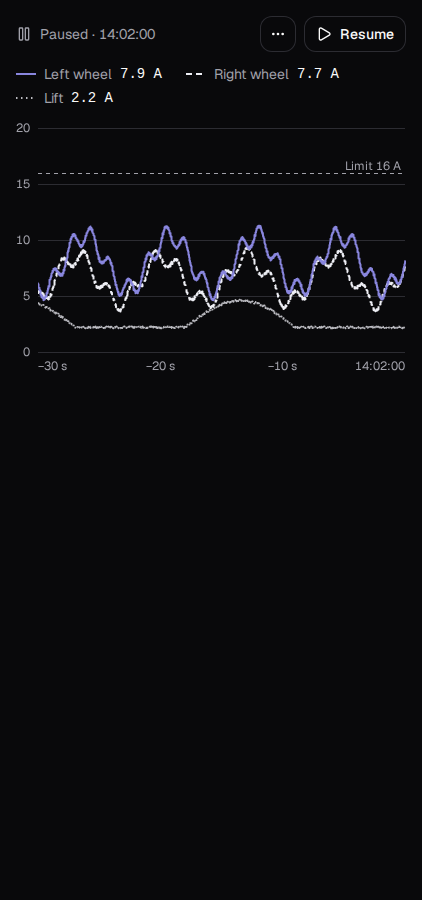 Paused · 14:02:00
Resume
Left wheel 7.9 A Right wheel 7.7 A
Lift 2.2 A
20
Limit 16 A
15
10
5
0
−30 s −20 s −10 s 14:02:00